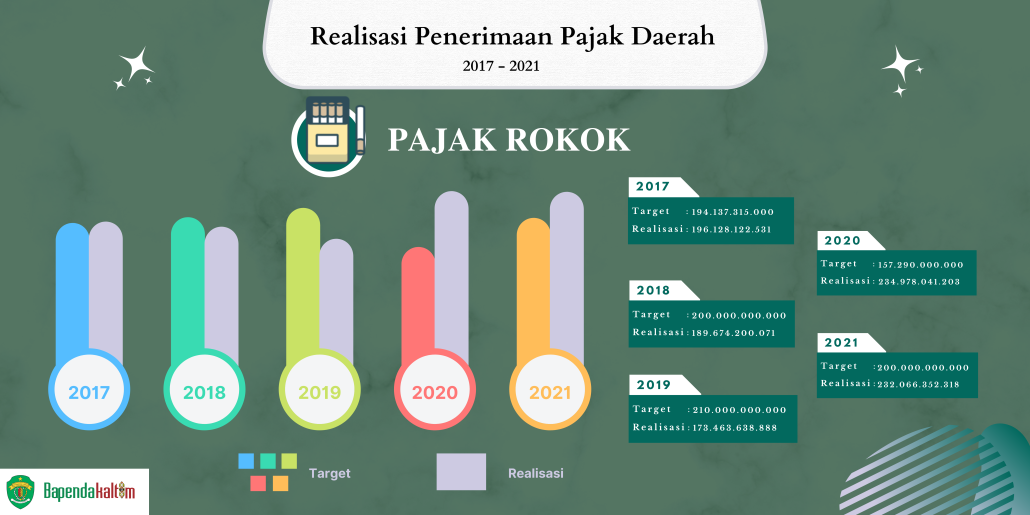 Realisasi Penerimaan Pajak Daerah
2017 - 2021
PAJAK ROKOK
2017
Target : 194.137.315.000
Realisasi : 196.128.122.531
2018
Target : 200.000.000.000
Realisasi : 189.674.200.071
2019
Target : 210.000.000.000
Realisasi : 173.463.638.888
2020
Target : 157.290.000.000
Realisasi : 234.978.041.203
2021
Target : 200.000.000.000
Realisasi : 232.066.352.318
2017
2018
2019
2020
2021
Target
Realisasi
Bapendakaltim